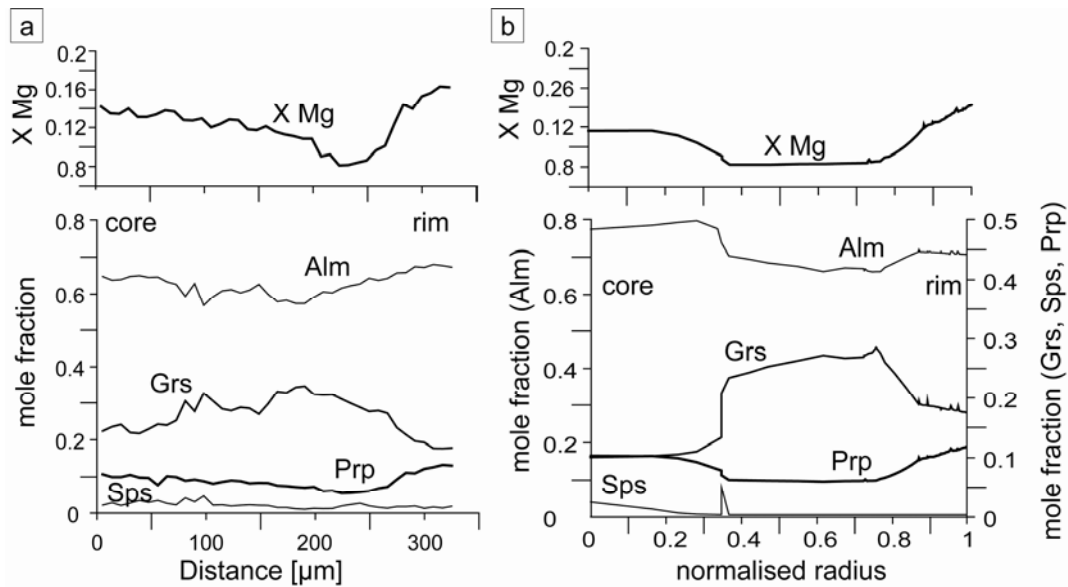 a
0.2
0.16
0.12
0.8
X Mg
X Mg
0.8
0.6
0.4
0.2
0
mole fraction
core
rim
Alm
Grs
Prp
Sps
0
100
200
300
Distance [µm]
b
0.2
0.26
0.12
0.8
X Mg
X Mg
0.8
0.6
0.4
0.2
0
mole fraction (Alm)
core
rim
Alm
Grs
Prp
Sps
0.5
0.4
0.3
0.2
0.1
0
mole fraction (Grs, Sps, Prp)
0
0.2
0.4
0.6
0.8
1
normalised radius